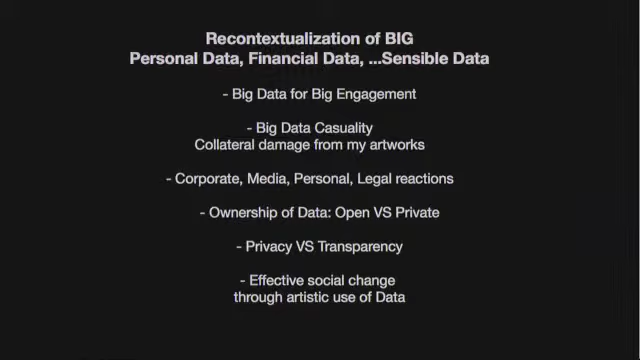 Recontextualization of BIG
Personal Data, Financial Data, ...Sensible Data
- Big Data for Big Engagement
- Big Data Casuality
Collateral damage from my artworks
- Corporate, Media, Personal, Legal reactions
- Ownership of Data: Open VS Private
- Privacy VS Transparency
- Effective social change
through artistic use of Data